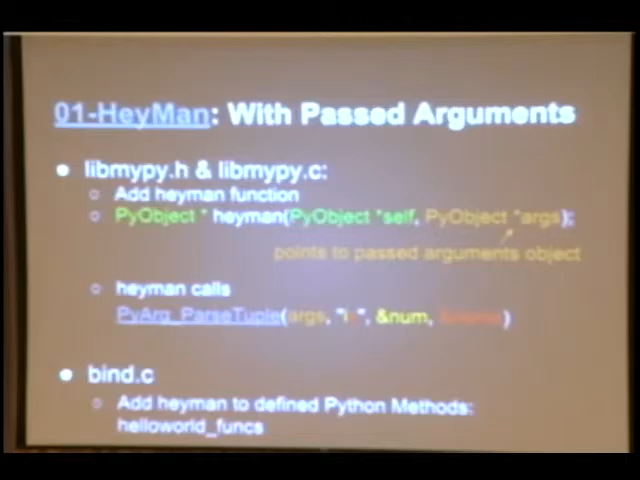 01-HeyMan: With Passed Arguments
● libmypy.h & libmypy.c:
○ Add heyman function
○ PyObject * heyman(PyObject *self, PyObject *args);
points to passed arguments object
○ heyman calls
PyArg_ParseTuple(args, " ", &num, )
● bind.c
○ Add heyman to defined Python Methods:
helloworld_funcs